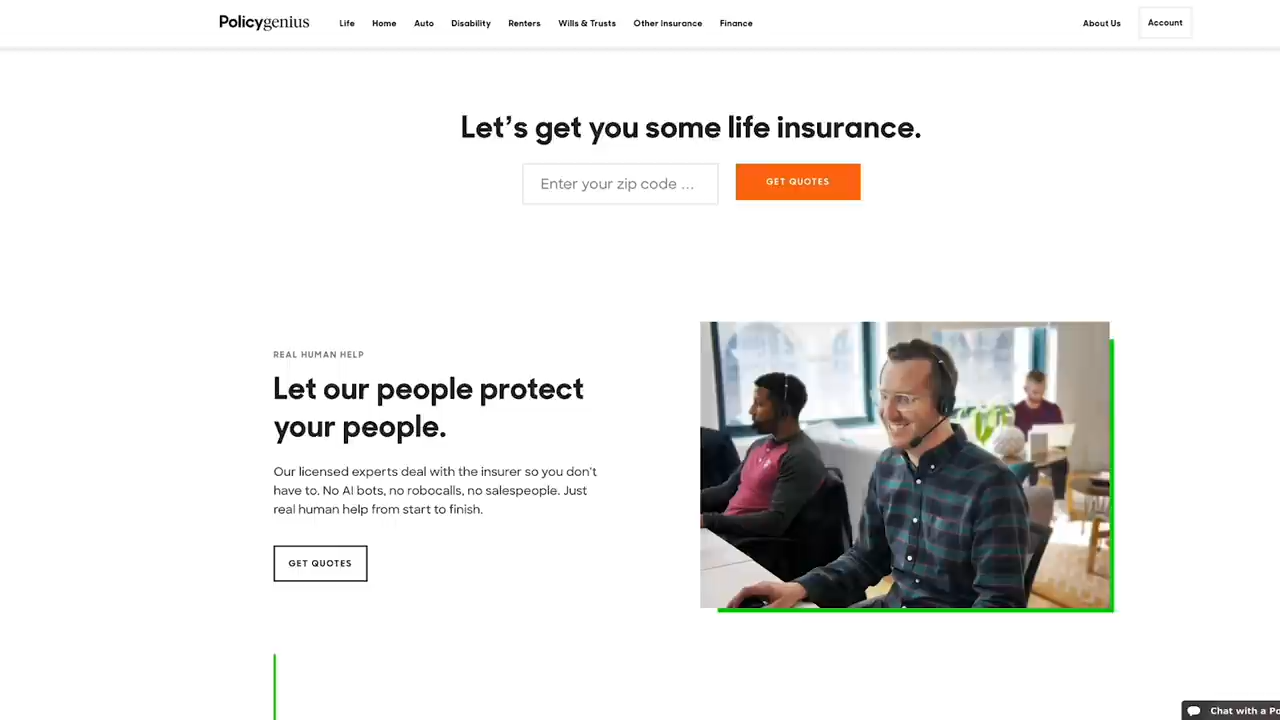 Policygenius Life Home Auto Disability Renters Wills & Trusts Other Insurance Finance About Us Account
Let's get you some life insurance.
Enter your zip code ... GET QUOTES
REAL HUMAN HELP
Let our people protect
your people.
Our licensed experts deal with the insurer so you don't
have to. No AI bots, no robocalls, no salespeople. Just
real human help from start to finish.
GET QUOTES
Chat with a Po